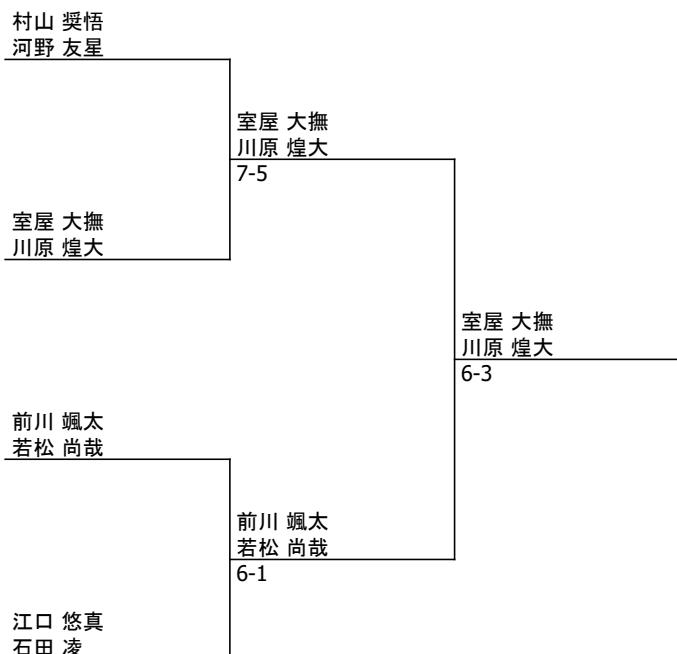 村山 奨悟
河野 友星
室屋 大撫
川原 煌大
7-5
室屋 大撫
川原 煌大
室屋 大撫
川原 煌大
6-3
前川 颯太
若松 尚哉
前川 颯太
若松 尚哉
6-1
江口 悠真
石田 凌